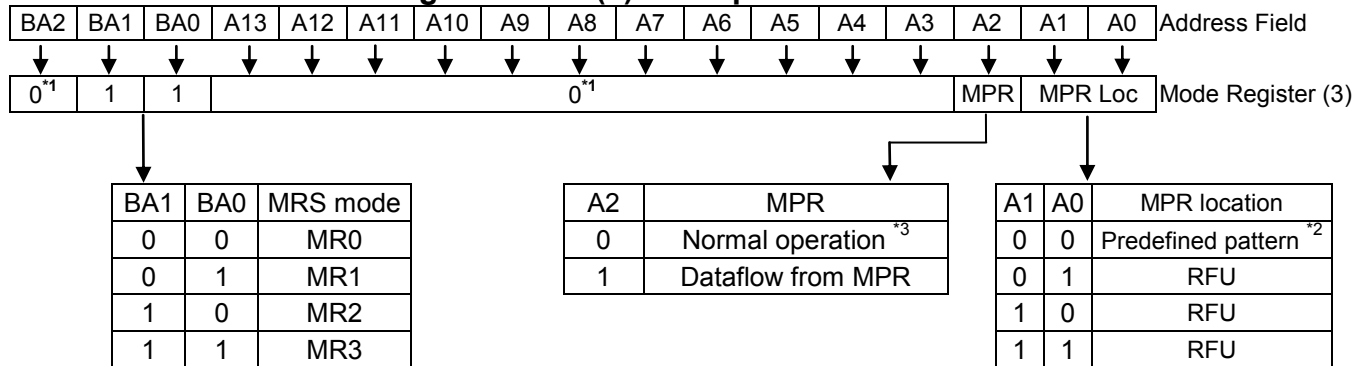 (3)
BA2 BA1 BA0 A13 A12 A11 A10 A9 A8 A7 A6 A5 A4 A3 A2 A1 A0 Address Field
0*1 1 1 0*1 MPR MPR Loc Mode Register (3)
BA1 BA0 MRS mode
0 0 MR0
0 1 MR1
1 0 MR2
1 1 MR3
A2 MPR
0 Normal operation *3
1 Dataflow from MPR
A1 A0 MPR location
0 0 Predefined pattern *2
0 1 RFU
1 0 RFU
1 1 RFU